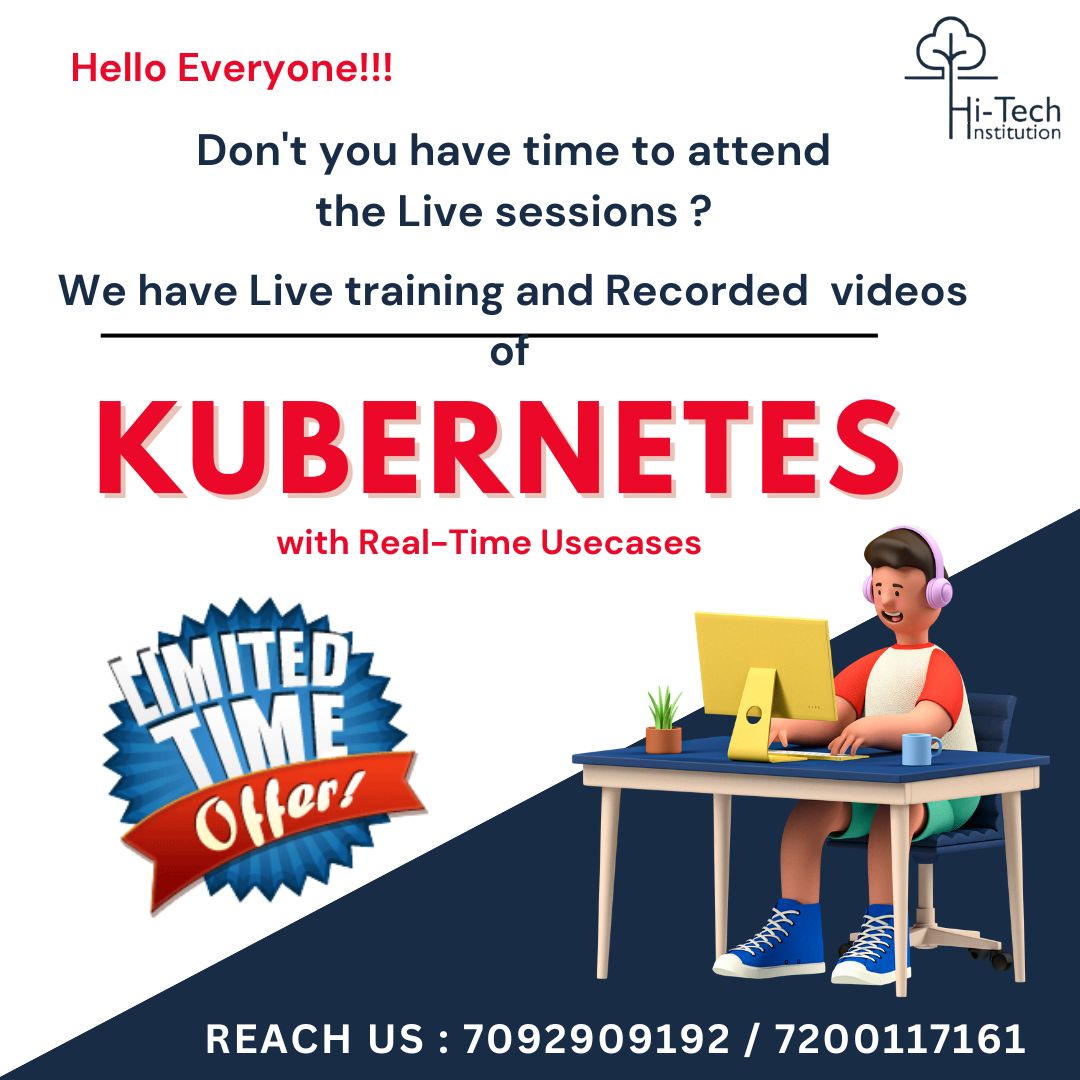 Hello Everyone!!!
Hi-Tech
Institution
Don't you have time to attend
the Live sessions ?
We have Live training and Recorded videos
of
KUBERNETES
with Real-Time Usecases
LIMITED
TIME
Offer!
REACH US : 7092909192 / 7200117161